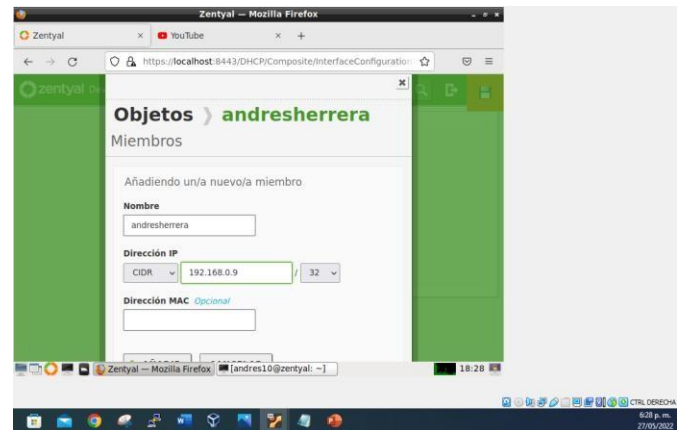 Zentyal — Mozilla Firefox
Zentyal
YouTube
https://localhost:8443/DHCP/Composite/InterfaceConfiguration
zentyal
Objetos ⟩ andresherrera
Miembros
Añadiendo un/a nuevo/a miembro
Nombre
andresherrera
Dirección IP
CIDR 192.168.0.9 / 32
Dirección MAC Opcional
Zentyal — Mozilla Firefox [andres10@zentyal: ~] 18:28
CTRL DERECHA
6:28 p. m.
27/05/2022